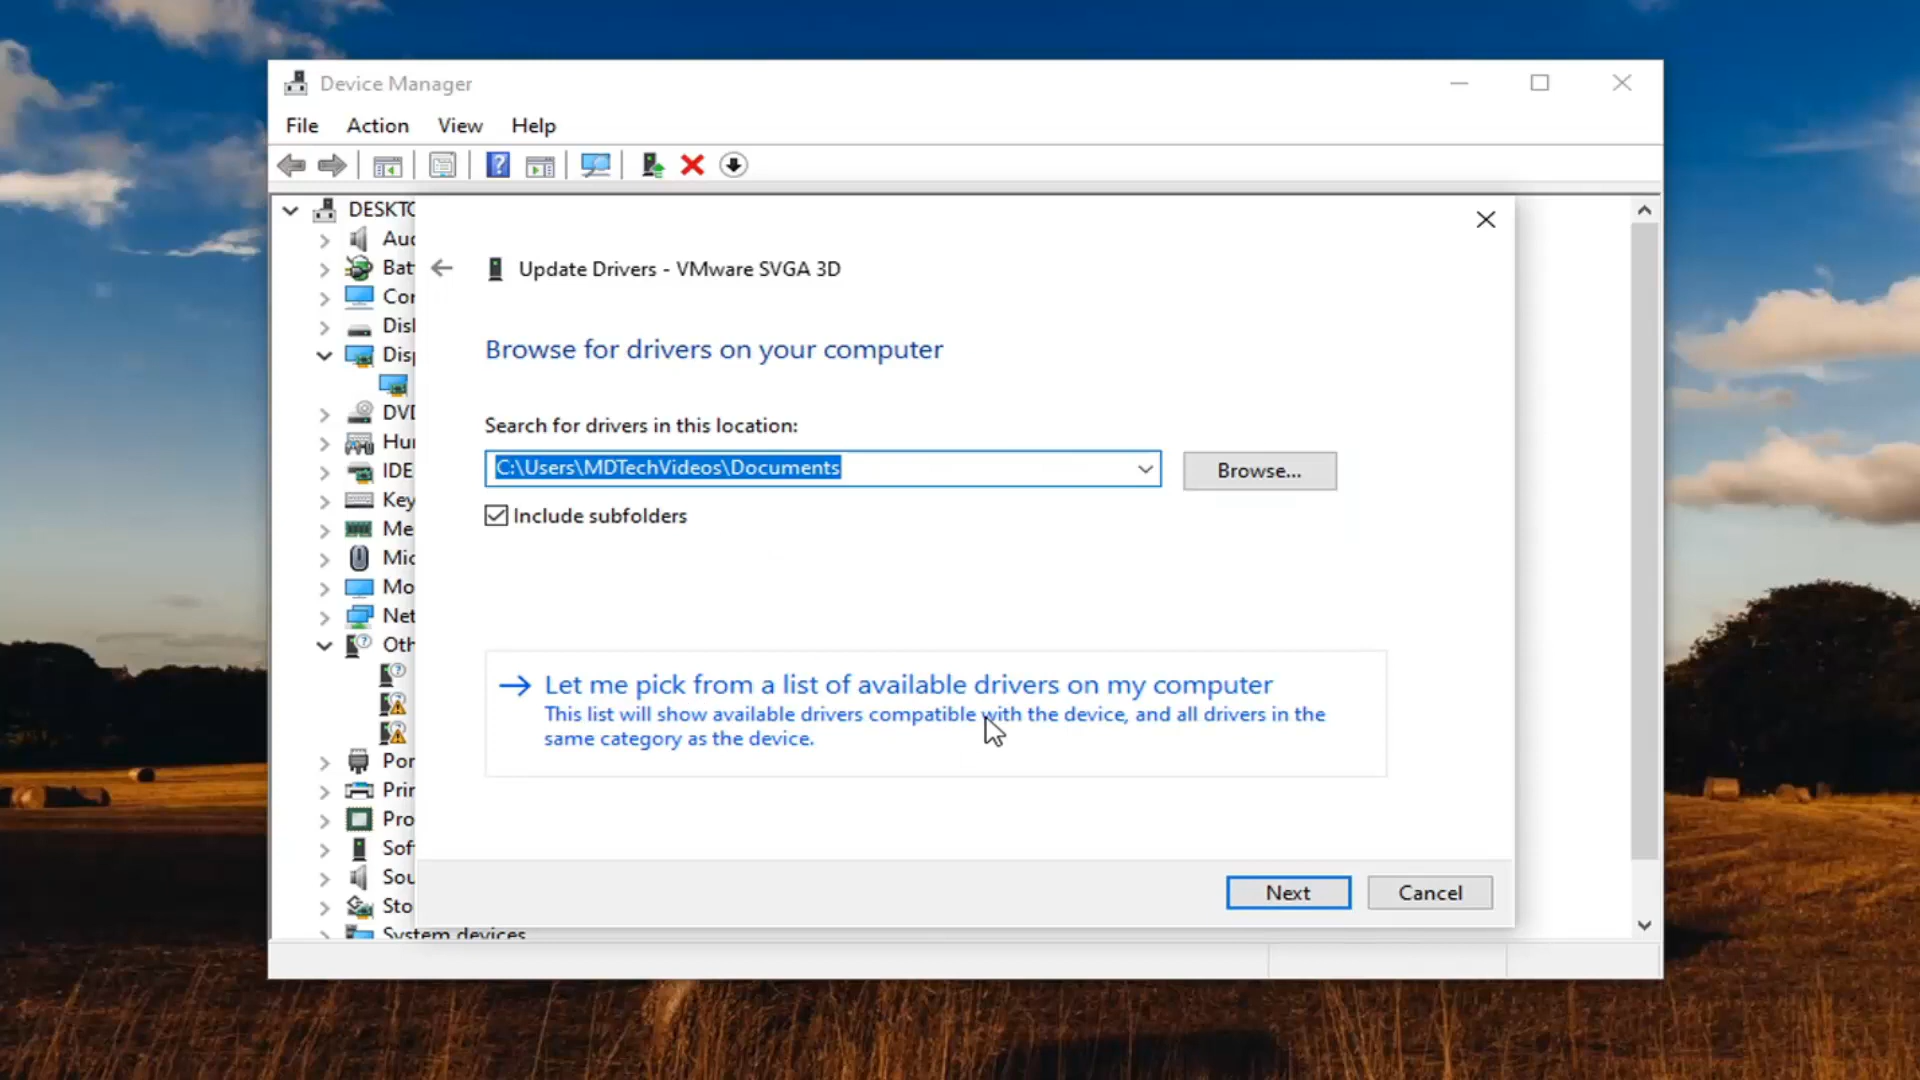 Device Manager
File Action View Help
DESKTO
Aud
Bat
Update Drivers - VMware SVGA 3D
Cor
Disk
Browse for drivers on your computer
Disp
DVD
Search for drivers in this location:
Hur
C:\Users\MDTechVideos\Documents
Browse...
IDE
Key
Include subfolders
Me
Mic
Mo
Net
Oth
Let me pick from a list of available drivers on my computer
This list will show available drivers compatible with the device, and all drivers in the
same category as the device.
Por
Prin
Pro
Sof
Sou
Next
Cancel
Sto
System devices